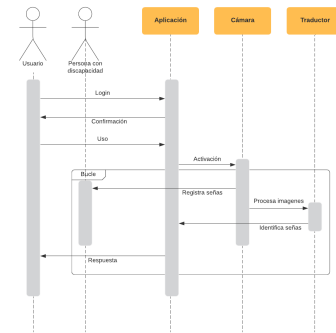 Aplicación
Cámara
Traductor
Usuario
Persona con
discapacidad
Login
Confirmación
Uso
Activación
Bucle
Registra señas
Procesa imagenes
Identifica señas
Respuesta